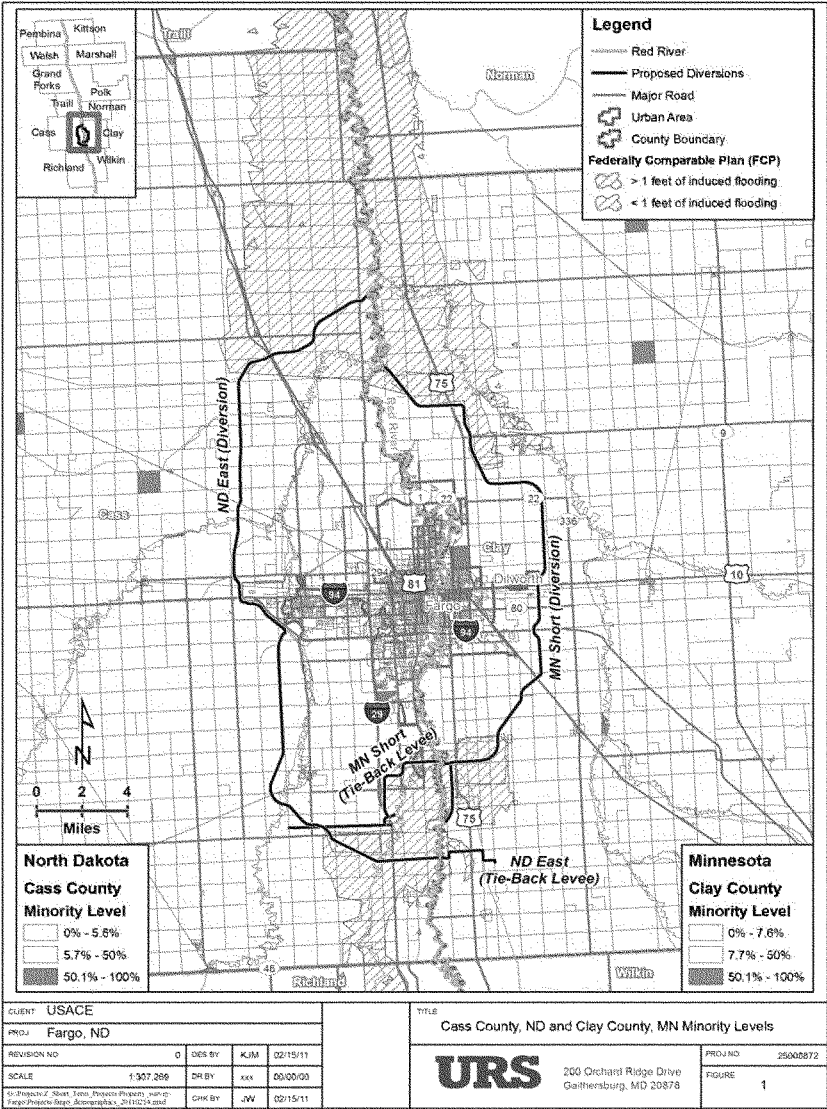 Pembina
Kittson
Walsh
Marshall
Grand
Forks
Polk
Traill
Norman
Cass
Clay
Wilkin
Richland
Traill
Norman
Legend
Red River
Proposed Diversions
Major Road
Urban Area
County Boundary
Federally Comparable Plan (FCP)
> 1 feet of induced flooding
< 1 feet of induced flooding
75
ND East (Diversion)
Red River
9
Cass
1
22
22
336
Clay
MN Short (Diversion)
94
81
Dilworth
10
Fargo
80
94
29
N
MN Short
(Tie-Back Levee)
0 2 4
Miles
75
ND East
(Tie-Back Levee)
North Dakota
Cass County
Minority Level
0% - 5.6%
5.7% - 50%
50.1% - 100%
46
Richland
Wilkin
Minnesota
Clay County
Minority Level
0% - 7.6%
7.7% - 50%
50.1% - 100%
CLIENT USACE
PROJ Fargo, ND
REVISION NO 0 DES BY KJM 02/15/11
SCALE 1:307,269 DR BY xxx 00/00/00
CHK BY JW 02/15/11
TITLE
Cass County, ND and Clay County, MN Minority Levels
URS
200 Orchard Ridge Drive
Gaithersburg, MD 20878
PROJ NO 25008872
FIGURE 1